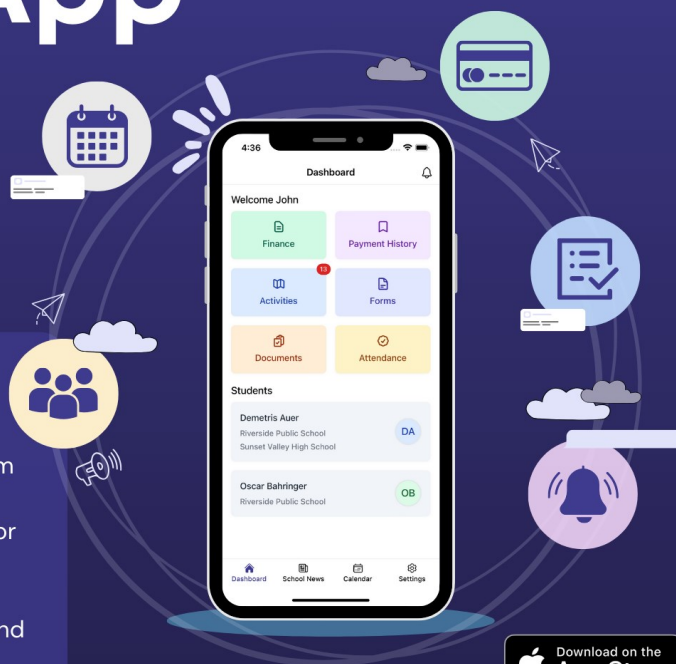 App
4:36
Dashboard
Welcome John
Finance
Payment History
13
Activities
Forms
Documents
Attendance
Students
Demetris Auer
Riverside Public School
Sunset Valley High School
DA
Oscar Bahringer
Riverside Public School
OB
Dashboard
School News
Calendar
Settings
Download on the